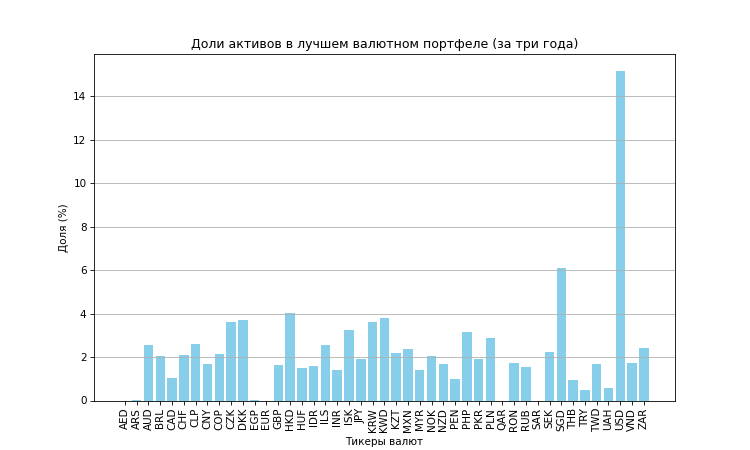 Доли активов в лучшем валютном портфеле (за три года)
Доля (%)
14
12
10
8
6
4
2
0
AED ARS AUD BRL CAD CHF CLP CNY COP CZK DKK EGP EUR GBP HKD HUF IDR ILS INR ISK JPY KRW KWD KZT MXN MYR NOK NZD PEN PHP PKR PLN QAR RON RUB SAR SEK SGD THB TRY TWD UAH USD VND ZAR
Тикеры валют